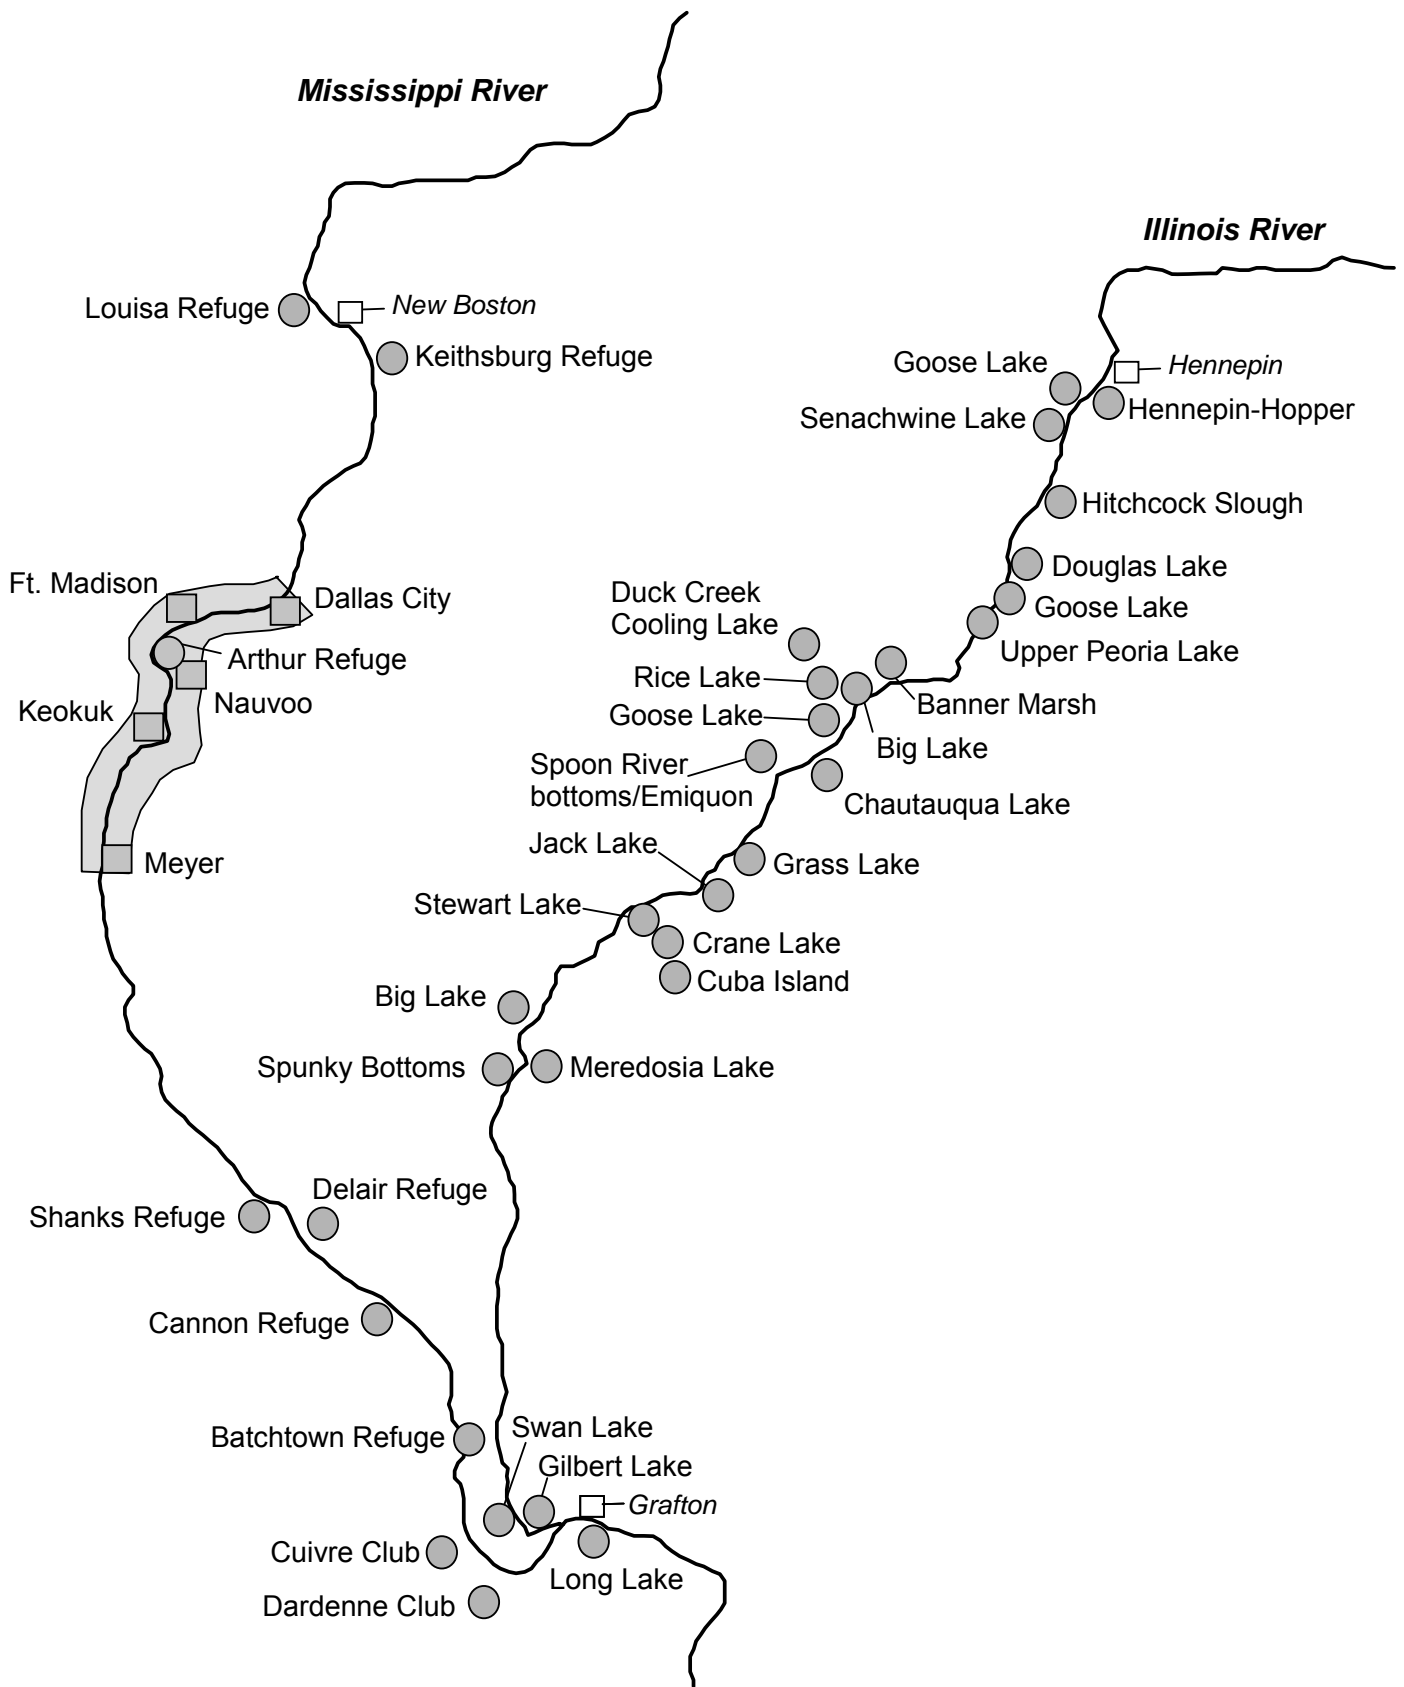 Mississippi River
Illinois River
Louisa Refuge
New Boston
Keithsburg Refuge
Goose Lake
Hennepin
Senachwine Lake
Hennepin-Hopper
Hitchcock Slough
Ft. Madison
Dallas City
Duck Creek
Cooling Lake
Douglas Lake
Goose Lake
Arthur Refuge
Upper Peoria Lake
Rice Lake
Nauvoo
Keokuk
Goose Lake
Banner Marsh
Big Lake
Spoon River
bottoms/Emiquon
Chautauqua Lake
Jack Lake
Meyer
Grass Lake
Stewart Lake
Crane Lake
Cuba Island
Big Lake
Spunky Bottoms
Meredosia Lake
Delair Refuge
Shanks Refuge
Cannon Refuge
Batchtown Refuge
Swan Lake
Gilbert Lake
Grafton
Cuivre Club
Long Lake
Dardenne Club